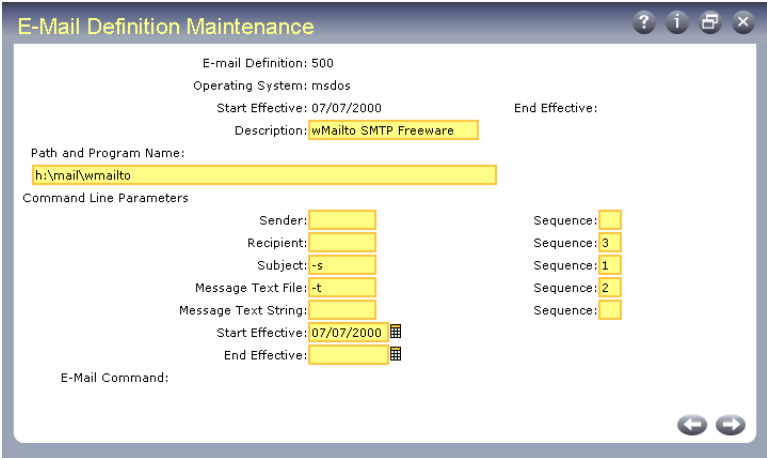 E-Mail Definition Maintenance
E-mail Definition: 500
Operating System: msdos
Start Effective: 07/07/2000 End Effective:
Description: wMailto SMTP Freeware
Path and Program Name:
h:\mail\wmailto
Command Line Parameters
Sender: Sequence:
Recipient: Sequence: 3
Subject: -s Sequence: 1
Message Text File: -t Sequence: 2
Message Text String: Sequence:
Start Effective: 07/07/2000
End Effective:
E-Mail Command: